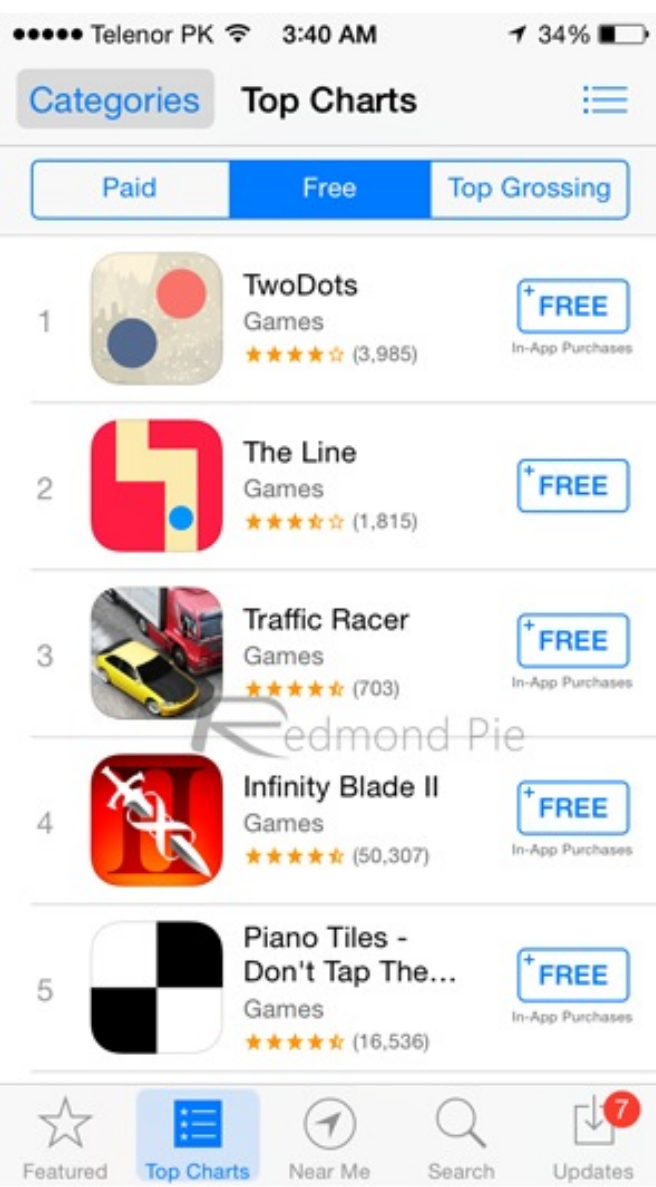 Telenor PK 3:40 AM 34%
Categories Top Charts
Paid Free Top Grossing
1
TwoDots
Games
(3,985)
+ FREE
In-App Purchases
2
The Line
Games
(1,815)
+ FREE
3
Traffic Racer
Games
(703)
+ FREE
In-App Purchases
Redmond Pie
4
Infinity Blade II
Games
(50,307)
+ FREE
In-App Purchases
5
Piano Tiles -
Don't Tap The...
Games
(16,536)
+ FREE
In-App Purchases
7
Featured Top Charts Near Me Search Updates